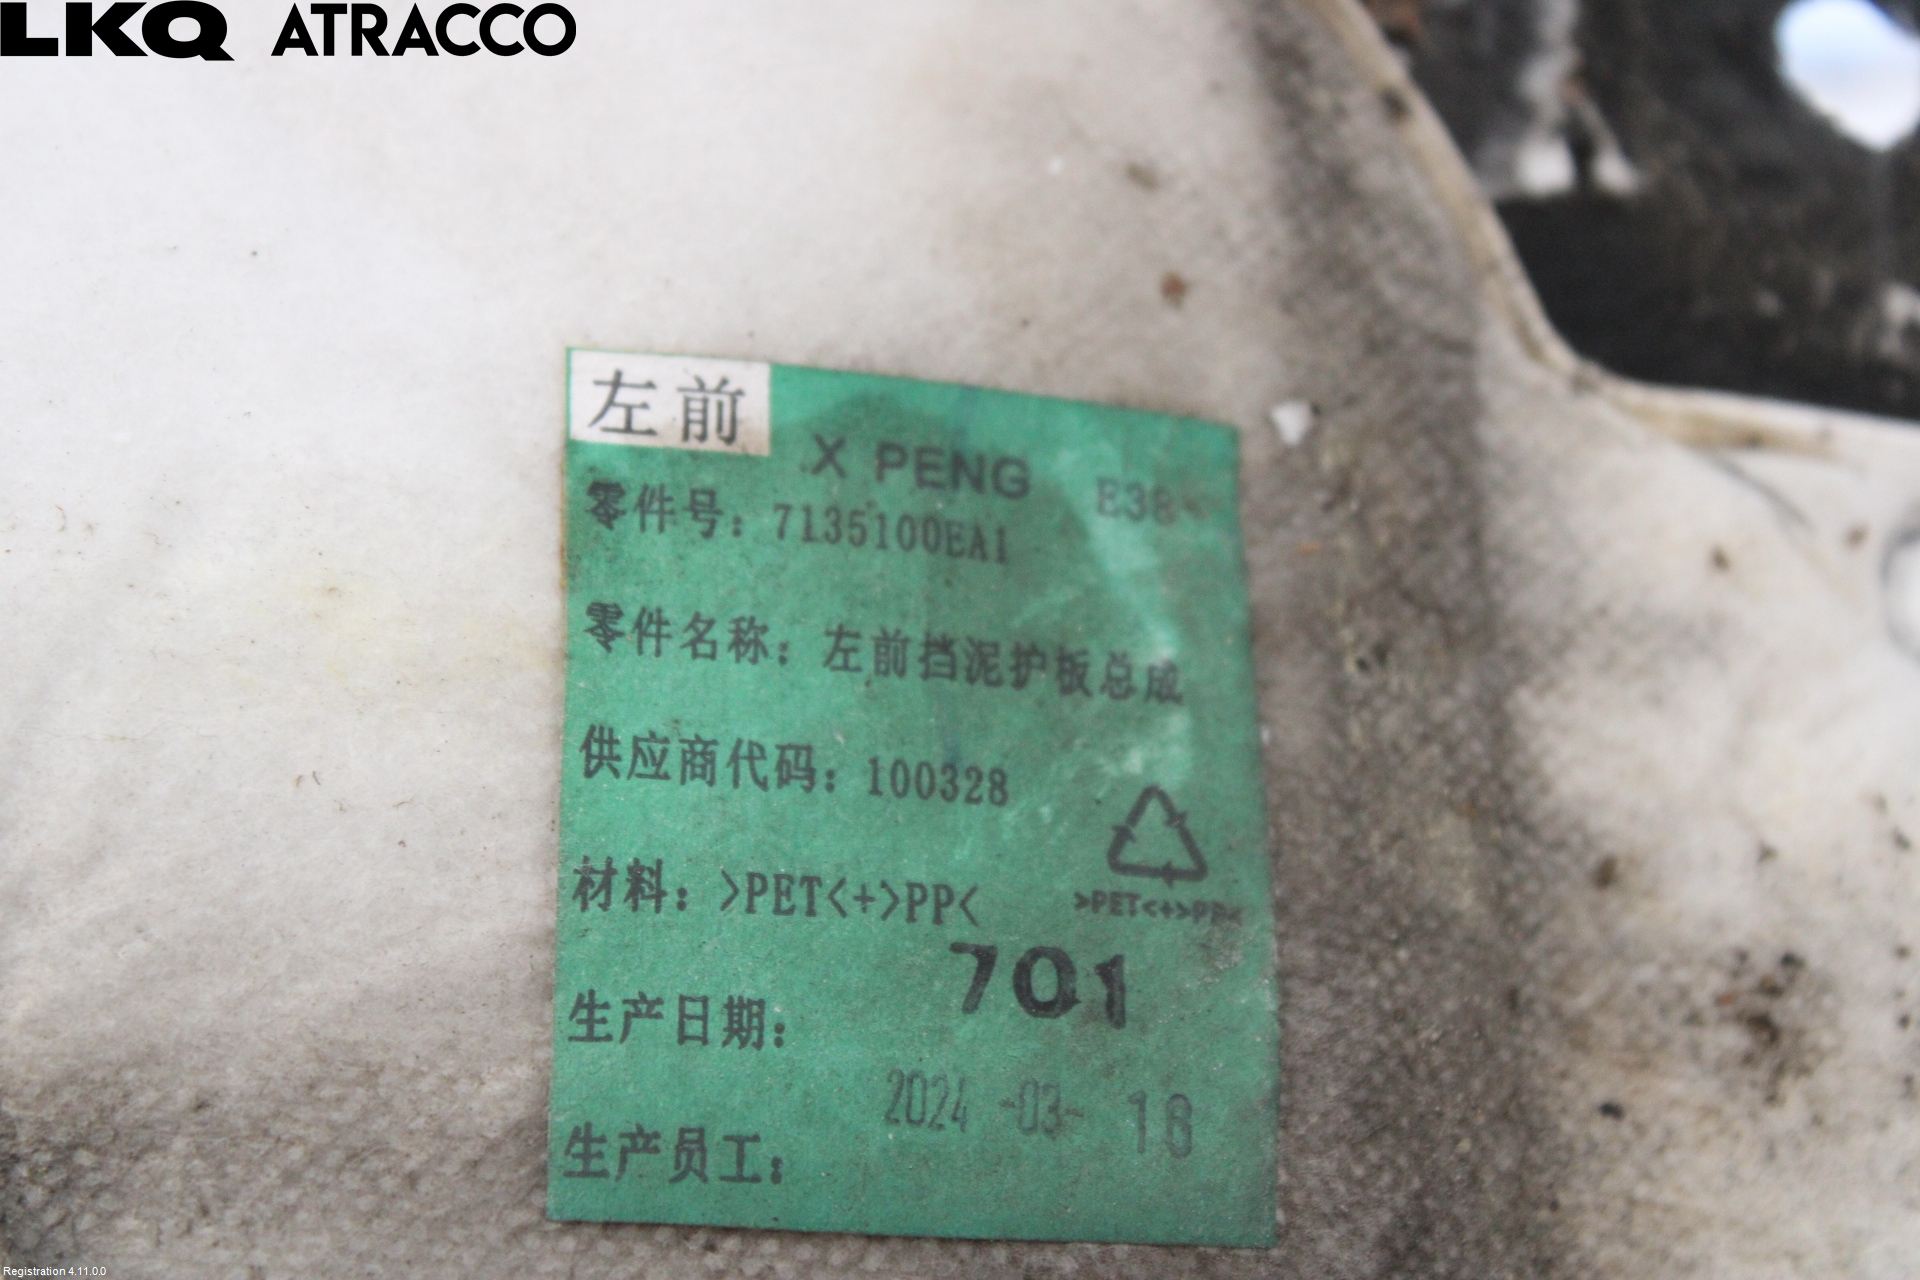 LKQ ATRACCO
左前
X PENG E38
零件号：7135100EA1
零件名称：左前挡泥护板总成
供应商代码：100328
材料：>PET<+>PP<
>PET<+>PP<
701
生产日期：
2024-03-18
生产员工：
Registration 4.11.0.0